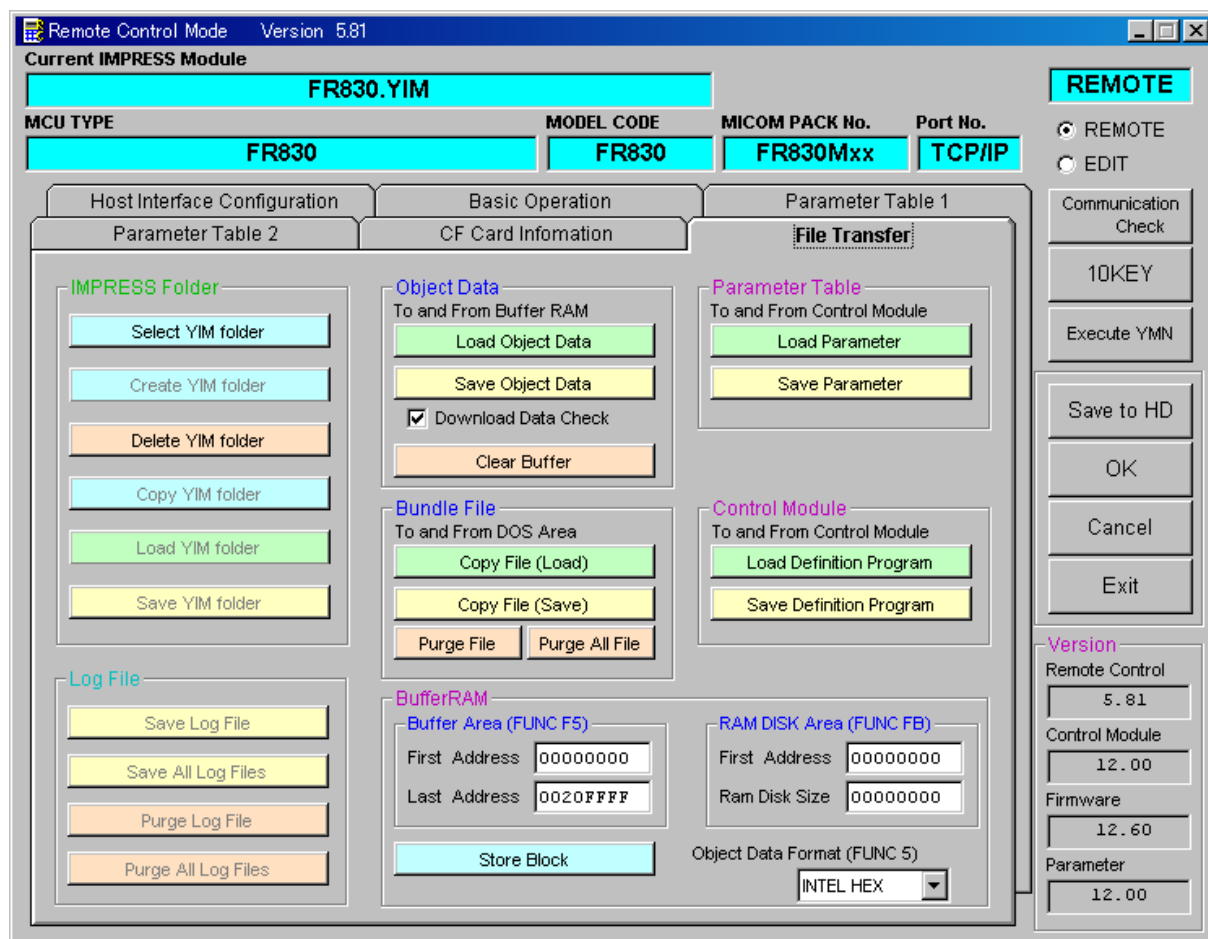 Remote Control Mode Version 5.81
Current IMPRESS Module
FR830.YIM
MCU TYPE
MODEL CODE
MICOM PACK No.
Port No.
FR830
FR830
FR830Mxx
TCP/IP
REMOTE
REMOTE
EDIT
Communication
Check
10KEY
Execute YMN
Save to HD
OK
Cancel
Exit
Version
Remote Control
5.81
Control Module
12.00
Firmware
12.60
Parameter
12.00
Host Interface Configuration
Basic Operation
Parameter Table 1
Parameter Table 2
CF Card Infomation
File Transfer
IMPRESS Folder
Select YIM folder
Create YIM folder
Delete YIM folder
Copy YIM folder
Load YIM folder
Save YIM folder
Log File
Save Log File
Save All Log Files
Purge Log File
Purge All Log Files
Object Data
To and From Buffer RAM
Load Object Data
Save Object Data
Download Data Check
Clear Buffer
Bundle File
To and From DOS Area
Copy File (Load)
Copy File (Save)
Purge File
Purge All File
Parameter Table
To and From Control Module
Load Parameter
Save Parameter
Control Module
To and From Control Module
Load Definition Program
Save Definition Program
BufferRAM
Buffer Area (FUNC F5)
First Address 00000000
Last Address 0020FFFF
Store Block
RAM DISK Area (FUNC FB)
First Address 00000000
Ram Disk Size 00000000
Object Data Format (FUNC 5)
INTEL HEX